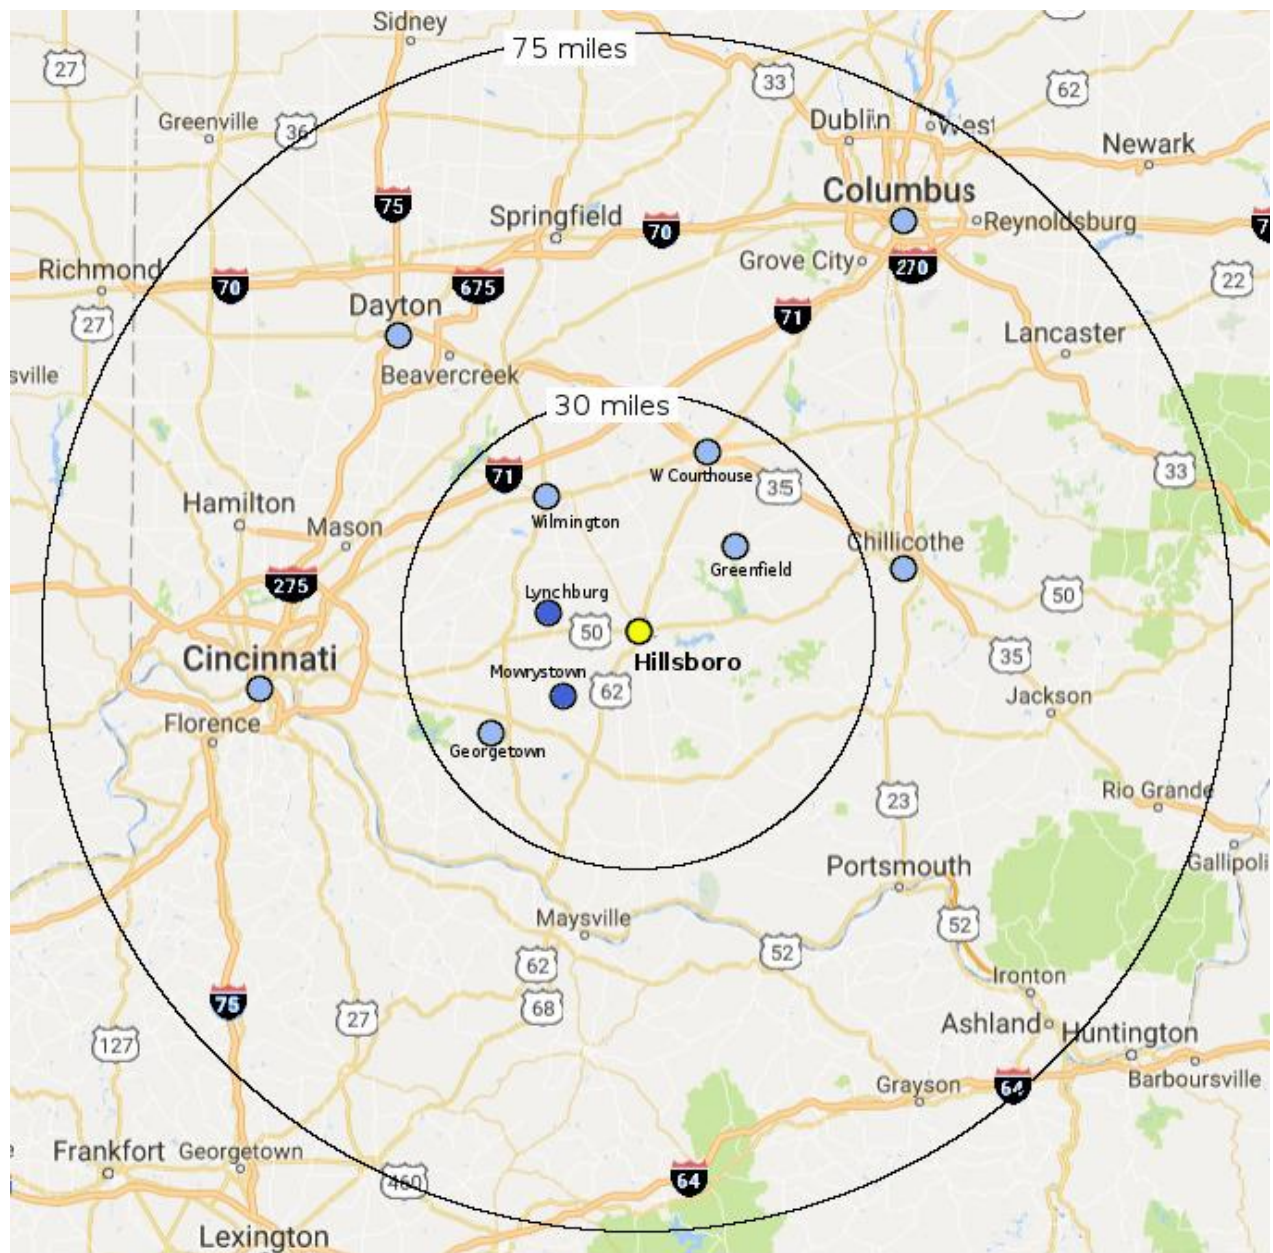 Sidney
75 miles
27
33
62
Greenville
36
Dublin
West
Newark
75
Springfield
70
Columbus
Reynoldsburg
Richmond
70
675
Grove City
270
22
27
Dayton
71
Lancaster
sville
Beavercreek
30 miles
71
W Courthouse
35
33
Hamilton
Mason
Wilmington
Greenfield
Chillicothe
275
Lynchburg
50
50
Cincinnati
Hillsboro
35
Mowrystown
62
Jackson
Florence
Georgetown
23
Rio Grande
Portsmouth
Gallipoli
Maysville
52
52
62
Ironton
75
27
68
Ashland
Huntington
127
Grayson
64
Barboursville
Frankfort
Georgetown
460
64
Lexington